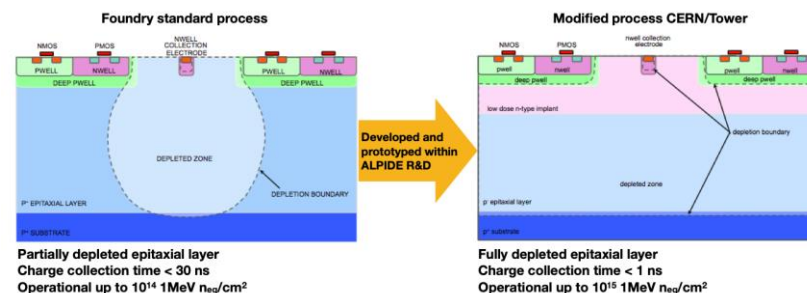 Foundry standard process
NMOS
PMOS
NWELL
COLLECTION
ELECTRODE
PWELL
NWELL
PWELL
NWELL
DEEP PWELL
DEEP PWELL
DEPLETED ZONE
DEPLETION BOUNDARY
P⁺ EPITAXIAL LAYER
P⁺⁺ SUBSTRATE
Partially depleted epitaxial layer
Charge collection time < 30 ns
Operational up to 10¹⁴ 1MeV nₑq/cm²
Developed and
prototyped within
ALPIDE R&D
Modified process CERN/Tower
NMOS
PMOS
nwell collection
electrode
pwell
nwell
pwell
nwell
deep pwell
deep pwell
low dose n-type implant
depletion boundary
depleted zone
p⁻ epitaxial layer
p⁺ substrate
Fully depleted epitaxial layer
Charge collection time < 1 ns
Operational up to 10¹⁵ 1MeV nₑq/cm²